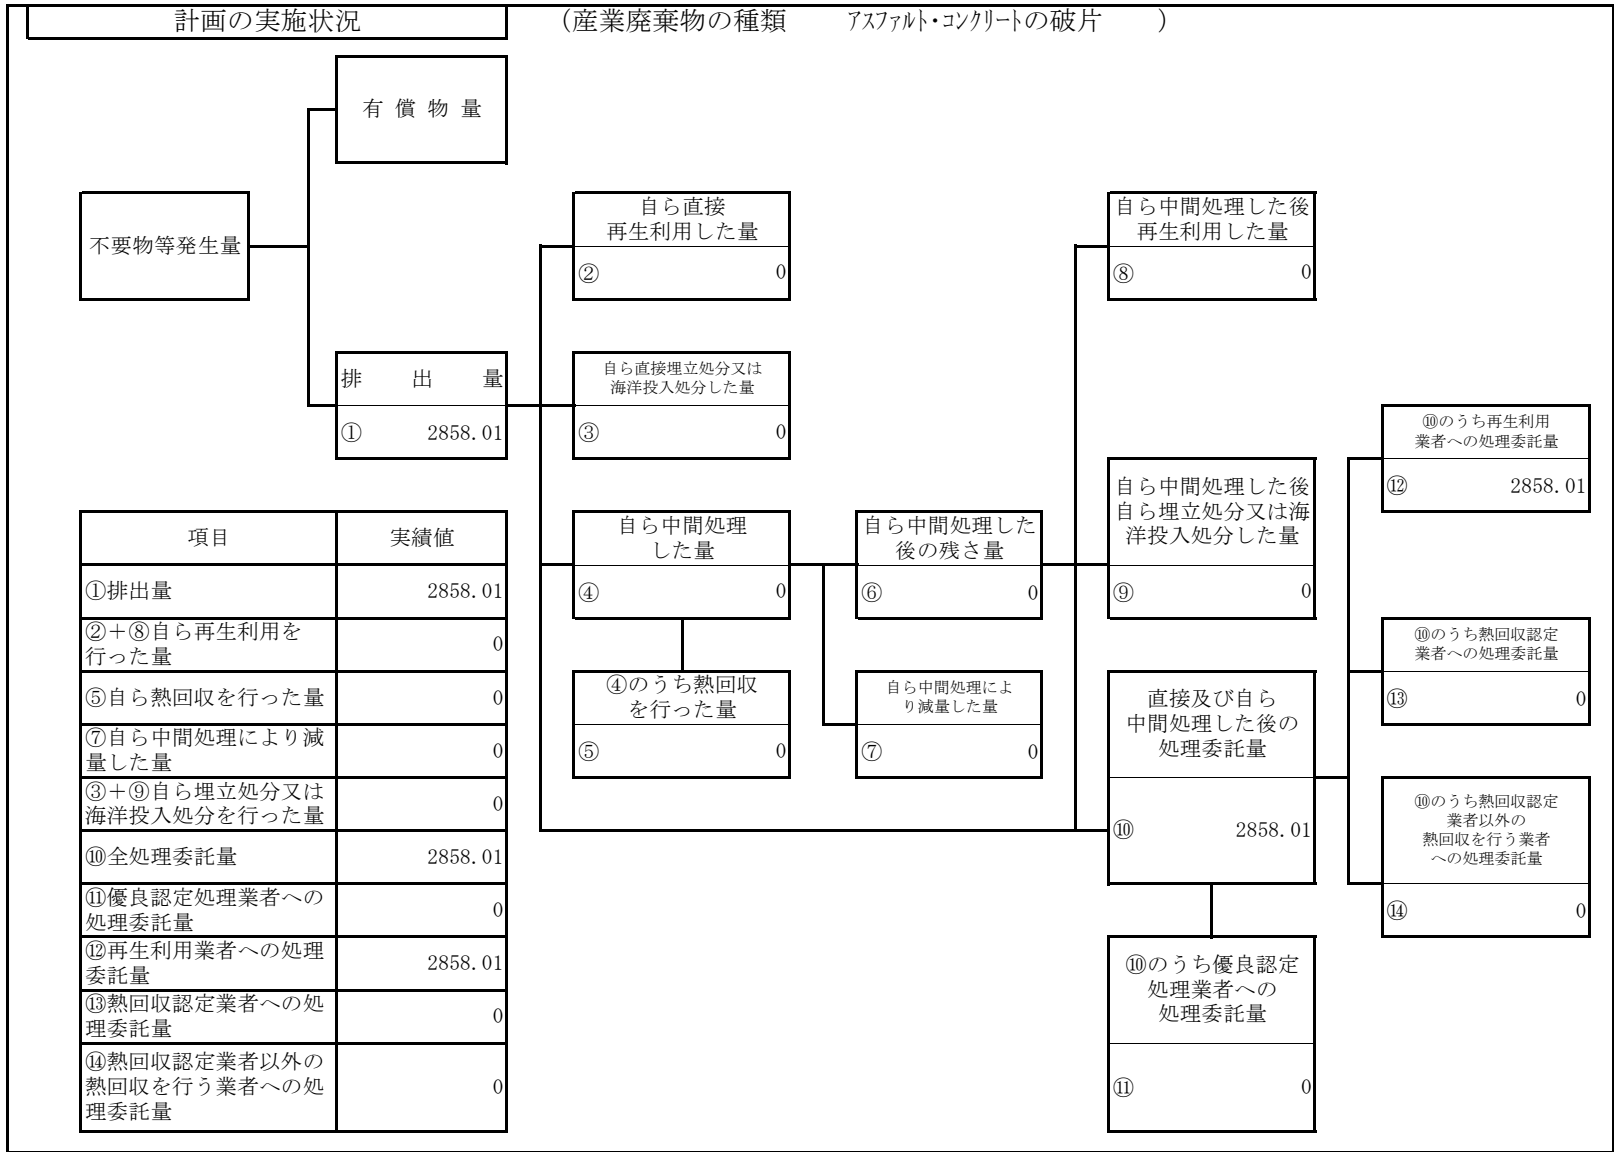 計画の実施状況
（産業廃棄物の種類　　アスファルト・コンクリートの破片　　）
有 償 物 量
不要物等発生量
自ら直接
再生利用した量
② 0
自ら中間処理した後
再生利用した量
⑧ 0
排 出 量
① 2858.01
自ら直接埋立処分又は
海洋投入処分した量
③ 0
⑩のうち再生利用
業者への処理委託量
⑫ 2858.01
自ら中間処理した後
自ら埋立処分又は海
洋投入処分した量
⑨ 0
自ら中間処理
した量
④ 0
自ら中間処理した
後の残さ量
⑥ 0
⑩のうち熱回収認定
業者への処理委託量
⑬ 0
④のうち熱回収
を行った量
⑤ 0
自ら中間処理によ
り減量した量
⑦ 0
直接及び自ら
中間処理した後の
処理委託量
⑩ 2858.01
⑩のうち熱回収認定
業者以外の
熱回収を行う業者
への処理委託量
⑭ 0
⑩のうち優良認定
処理業者への
処理委託量
⑪ 0
項目 実績値
①排出量 2858.01
②＋⑧自ら再生利用を
行った量 0
⑤自ら熱回収を行った量 0
⑦自ら中間処理により減
量した量 0
③＋⑨自ら埋立処分又は
海洋投入処分を行った量 0
⑩全処理委託量 2858.01
⑪優良認定処理業者への
処理委託量 0
⑫再生利用業者への処理
委託量 2858.01
⑬熱回収認定業者への処
理委託量 0
⑭熱回収認定業者以外の
熱回収を行う業者への処
理委託量 0